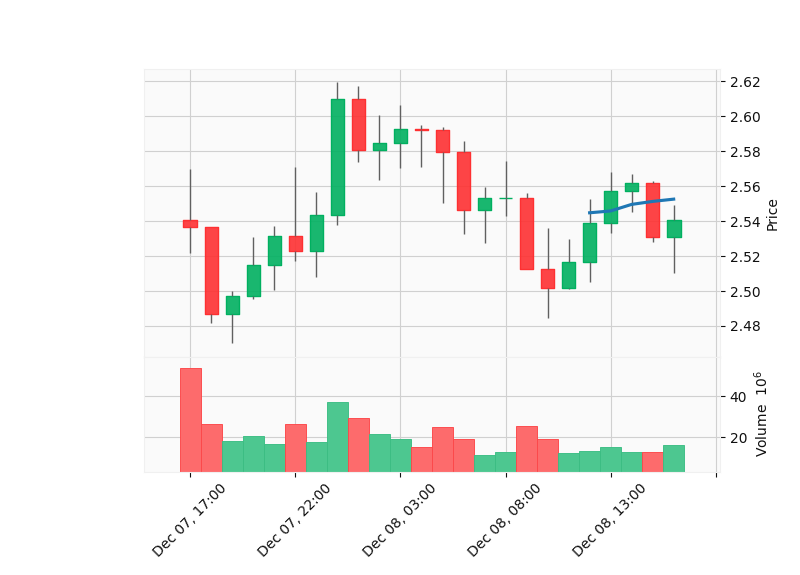 2.62
2.60
2.58
2.56
2.54
2.52
2.50
2.48
Price
40
20
Volume 10⁶
Dec 07, 17:00
Dec 07, 22:00
Dec 08, 03:00
Dec 08, 08:00
Dec 08, 13:00